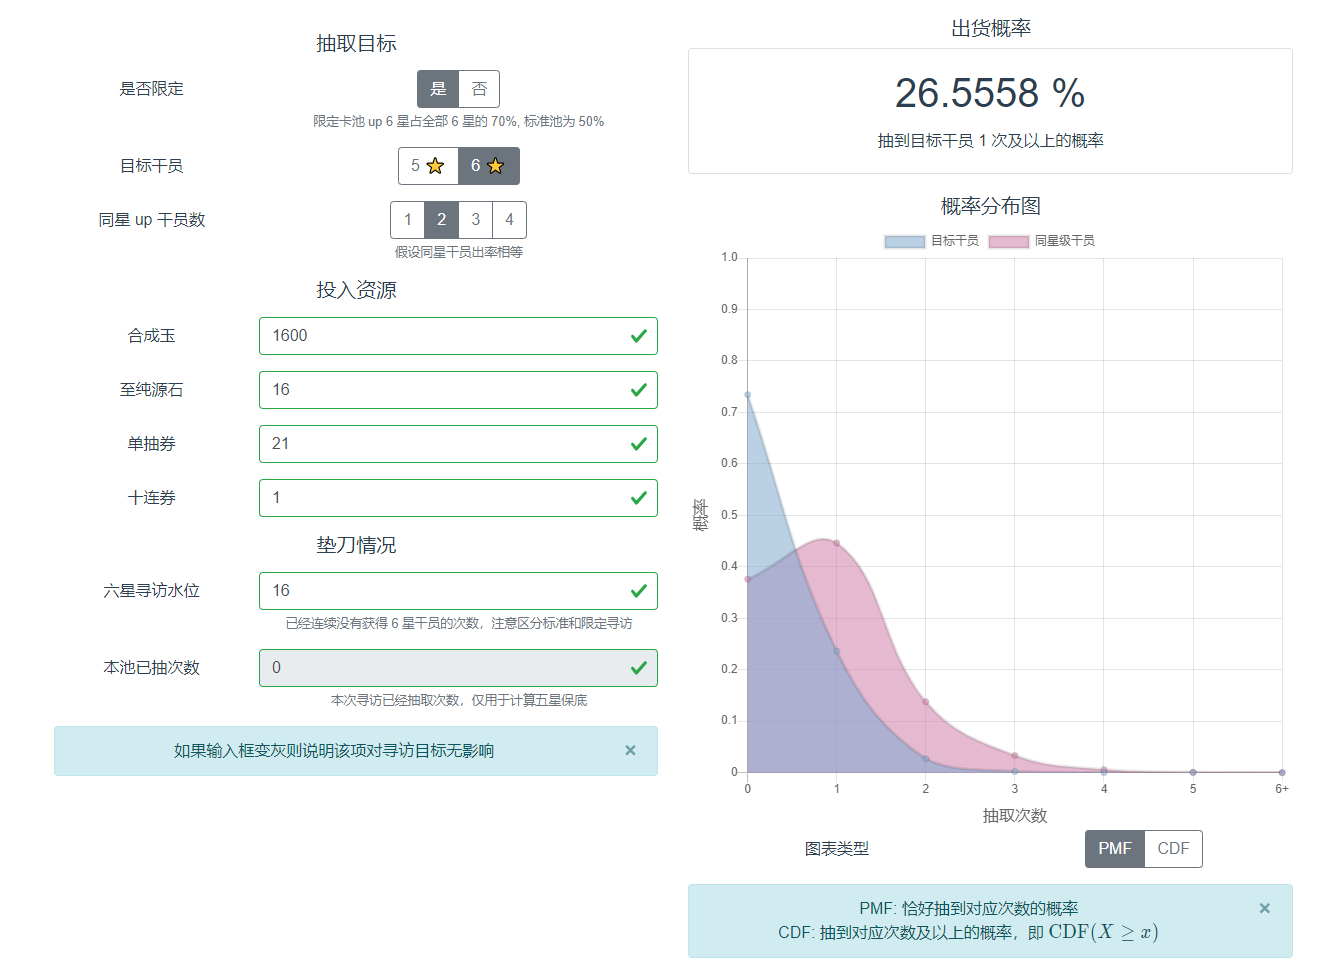 抽取目标
是否限定
是 否
限定卡池 up 6 星占全部 6 星的 70%, 标准池为 50%
目标干员
5 6
同星 up 干员数
1 2 3 4
假设同星干员出率相等
投入资源
合成玉
1600
至纯源石
16
单抽券
21
十连券
1
垫刀情况
六星寻访水位
16
已经连续没有获得 6 星干员的次数，注意区分标准和限定寻访
本池已抽次数
0
本次寻访已经抽取次数，仅用于计算五星保底
如果输入框变灰则说明该项对寻访目标无影响
×
出货概率
26.5558 %
抽到目标干员 1 次及以上的概率
概率分布图
目标干员 同星级干员
1.0
0.9
0.8
0.7
0.6
0.5
0.4
0.3
0.2
0.1
0
概率
0 1 2 3 4 5 6+
抽取次数
图表类型
PMF CDF
PMF: 恰好抽到对应次数的概率
×
CDF: 抽到对应次数及以上的概率，即 CDF(X ≥ x)